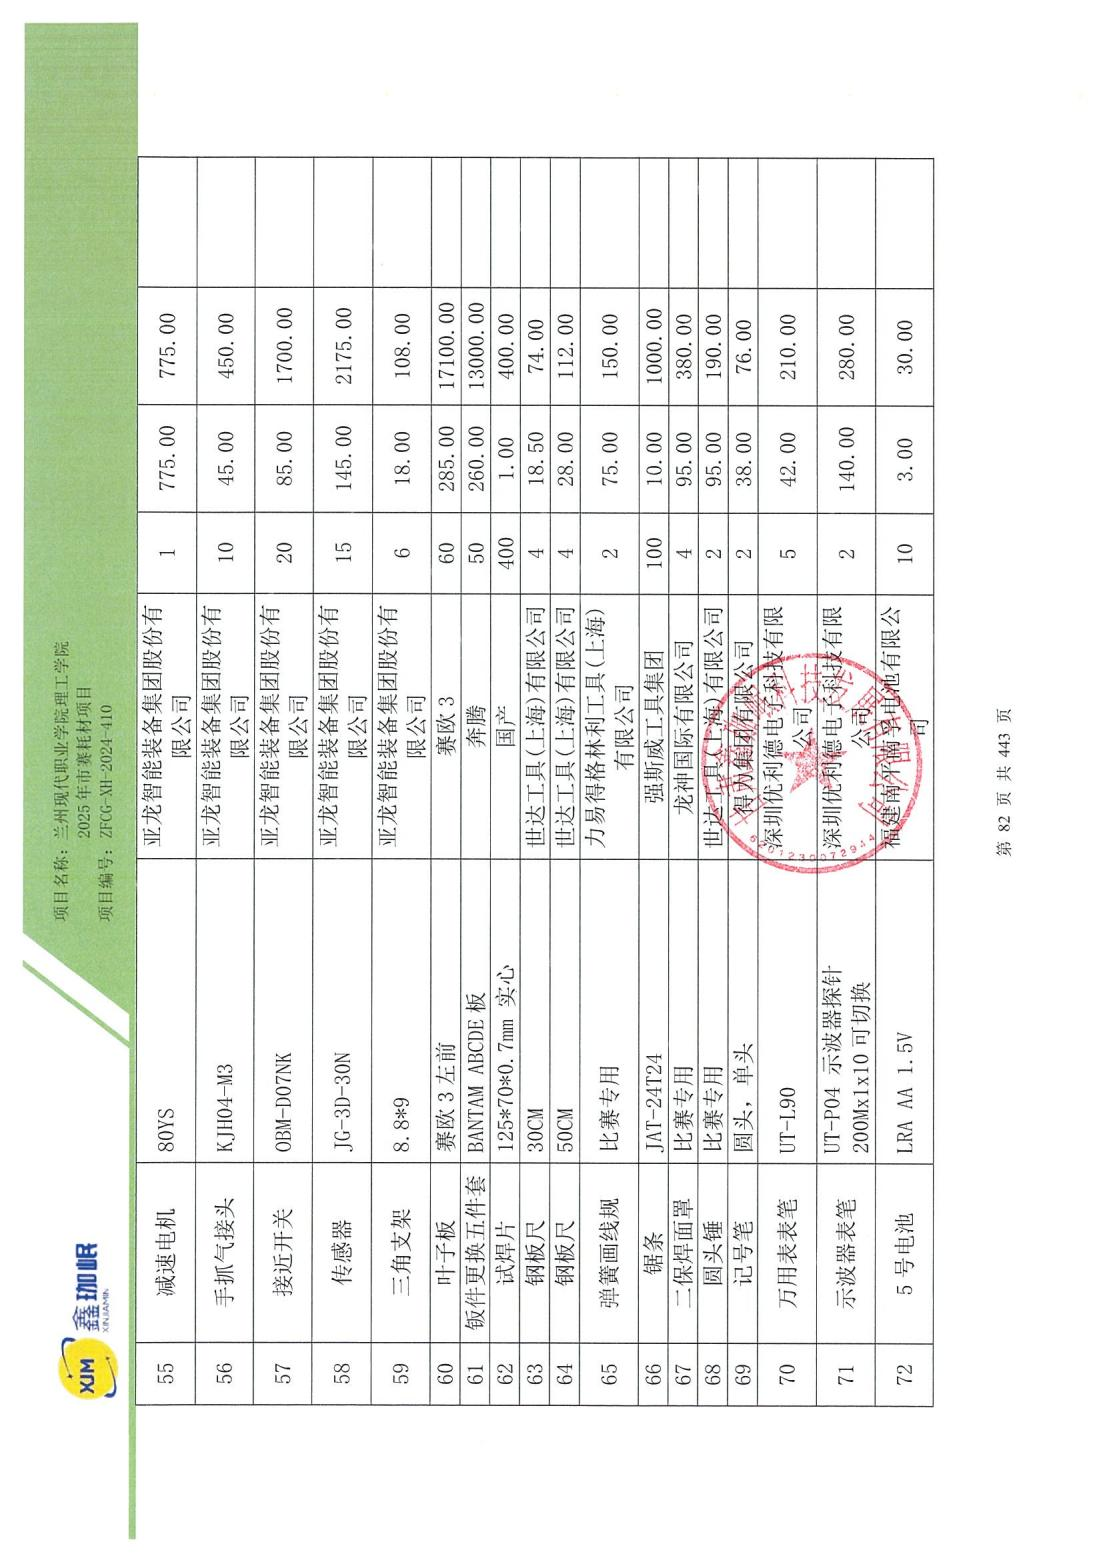 XJM 鑫珈岷
XINJIAMIN
项目名称：兰州现代职业学院理工学院
2025年市赛耗材项目
项目编号：ZFCG-XH-2024-410
55 减速电机 80YS 亚龙智能装备集团股份有 1 775.00 775.00
限公司
56 手抓气接头 KJH04-M3 亚龙智能装备集团股份有 10 45.00 450.00
限公司
57 接近开关 OBM-D07NK 亚龙智能装备集团股份有 20 85.00 1700.00
限公司
58 传感器 JG-3D-30N 亚龙智能装备集团股份有 15 145.00 2175.00
限公司
59 三角支架 8.8*9 亚龙智能装备集团股份有 6 18.00 108.00
限公司
60 叶子板 赛欧3左前 赛欧3 60 285.00 17100.00
61 钣件更换五件套 BANTAM ABCDE板 奔腾 50 260.00 13000.00
62 试焊片 125*70*0.7mm 实心 国产 400 1.00 400.00
63 钢板尺 30CM 世达工具(上海)有限公司 4 18.50 74.00
64 钢板尺 50CM 世达工具(上海)有限公司 4 28.00 112.00
65 弹簧画线规 比赛专用 力易得格林利工具(上海) 2 75.00 150.00
有限公司
66 锯条 JAT-24T24 强斯威工具集团 100 10.00 1000.00
67 二保焊面罩 比赛专用 龙神国际有限公司 4 95.00 380.00
68 圆头锤 比赛专用 世达工具(上海)有限公司 2 95.00 190.00
69 记号笔 圆头，单头 得力集团有限公司 2 38.00 76.00
70 万用表表笔 UT-L90 深圳优利德电子科技有限 5 42.00 210.00
公司
71 示波器表笔 UT-P04 示波器探针 深圳优利德电子科技有限 2 140.00 280.00
200Mx1x10可切换 公司
72 5号电池 LRA AA 1.5V 福建南平南孚电池有限公 10 3.00 30.00
司
6201230072944
第 82 页 共 443 页